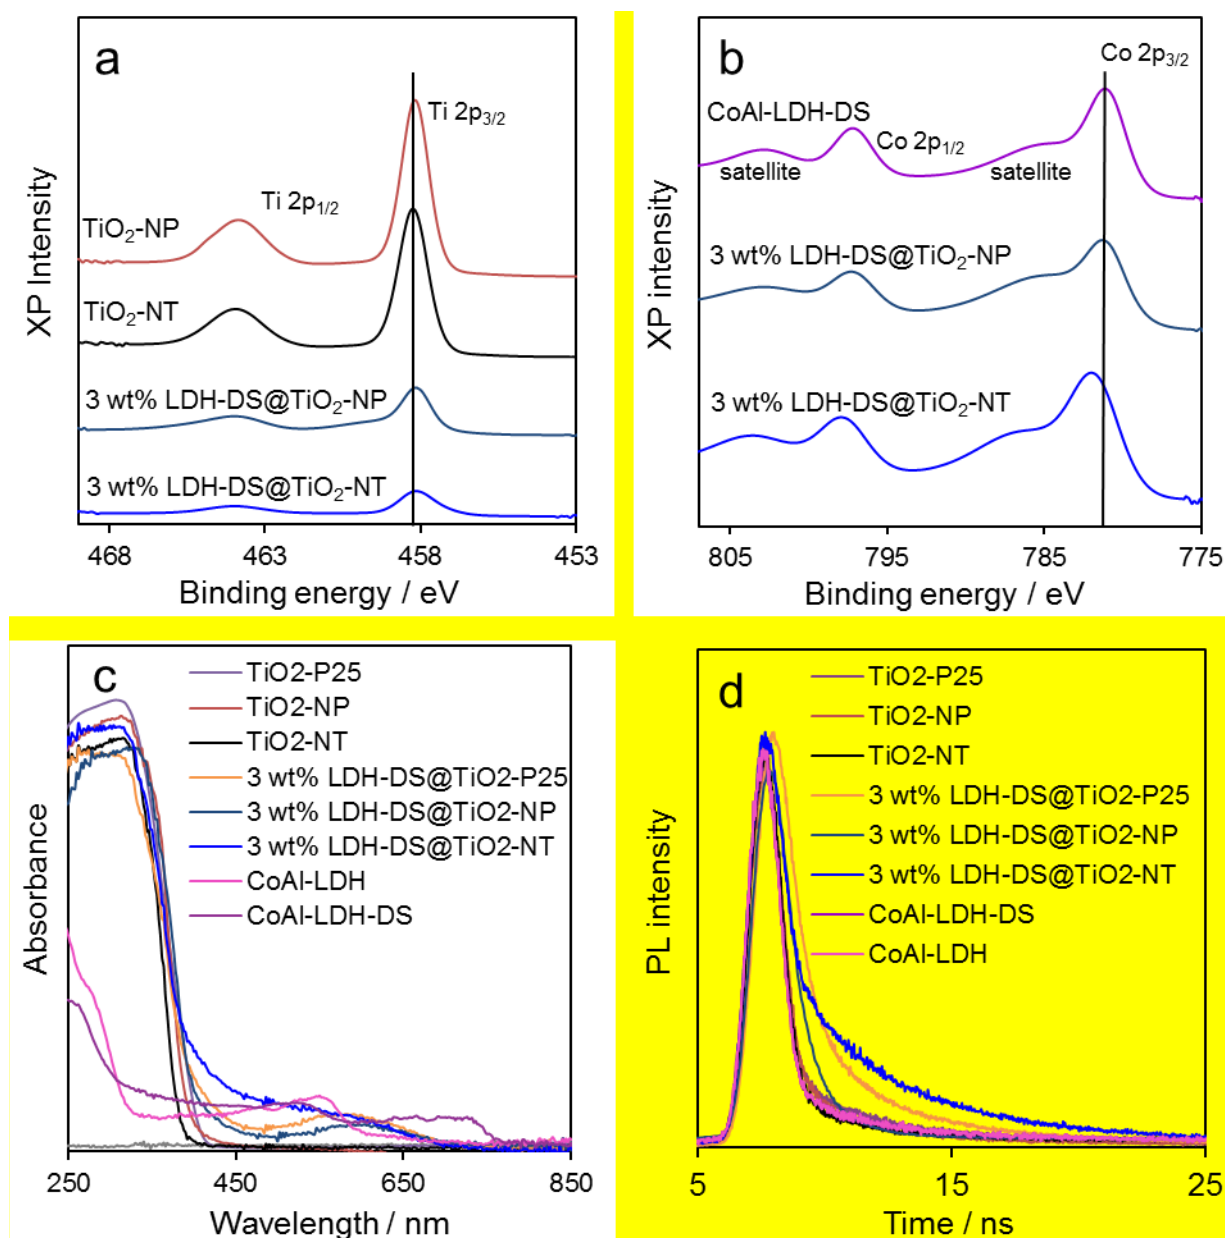 a
Ti 2p3/2
Ti 2p1/2
TiO2-NP
TiO2-NT
3 wt% LDH-DS@TiO2-NP
3 wt% LDH-DS@TiO2-NT
XP Intensity
468
463
458
453
Binding energy / eV
b
Co 2p3/2
CoAl-LDH-DS
Co 2p1/2
satellite
satellite
3 wt% LDH-DS@TiO2-NP
3 wt% LDH-DS@TiO2-NT
XP intensity
805
795
785
775
Binding energy / eV
c
TiO2-P25
TiO2-NP
TiO2-NT
3 wt% LDH-DS@TiO2-P25
3 wt% LDH-DS@TiO2-NP
3 wt% LDH-DS@TiO2-NT
CoAl-LDH
CoAl-LDH-DS
Absorbance
250
450
650
850
Wavelength / nm
d
TiO2-P25
TiO2-NP
TiO2-NT
3 wt% LDH-DS@TiO2-P25
3 wt% LDH-DS@TiO2-NP
3 wt% LDH-DS@TiO2-NT
CoAl-LDH-DS
CoAl-LDH
PL intensity
5
15
25
Time / ns